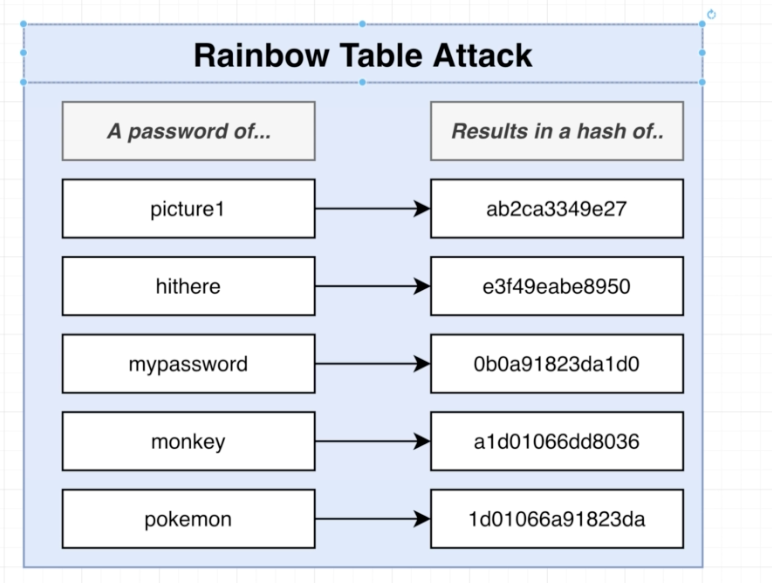 Rainbow Table Attack
A password of...
Results in a hash of..
picture1
ab2ca3349e27
hithere
e3f49eabe8950
mypassword
0b0a91823da1d0
monkey
a1d01066dd8036
pokemon
1d01066a91823da